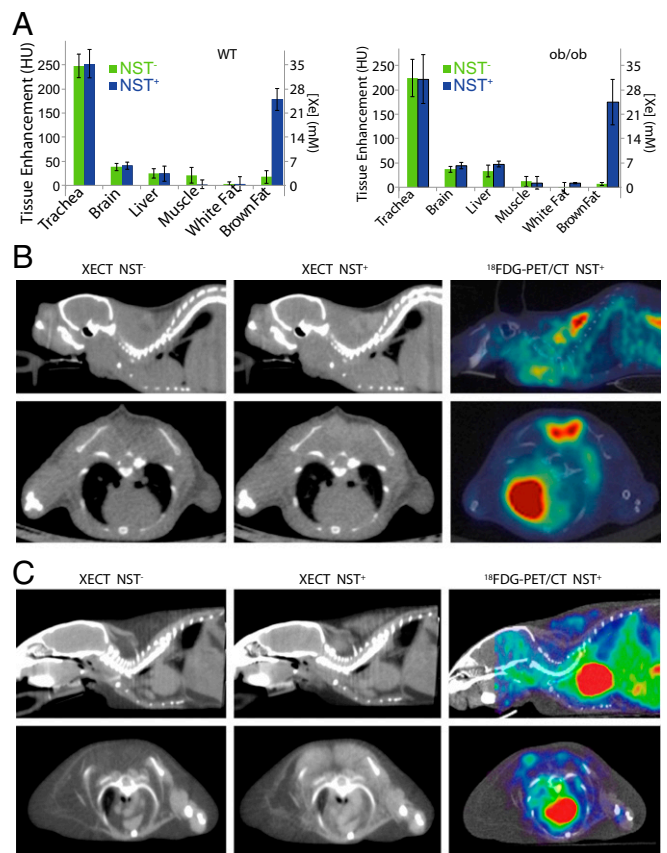 A
Tissue Enhancement (HU)
250
200
150
100
50
0
NST⁻
NST⁺
WT
35
28
21
14
7
0
[Xe] (mM)
Trachea
Brain
Liver
Muscle
White Fat
Brown Fat
Tissue Enhancement (HU)
250
200
150
100
50
0
NST⁻
NST⁺
ob/ob
35
28
21
14
7
0
[Xe] (mM)
Trachea
Brain
Liver
Muscle
White Fat
Brown Fat
B
XECT NST⁻
XECT NST⁺
¹⁸FDG-PET/CT NST⁺
C
XECT NST⁻
XECT NST⁺
¹⁸FDG-PET/CT NST⁺